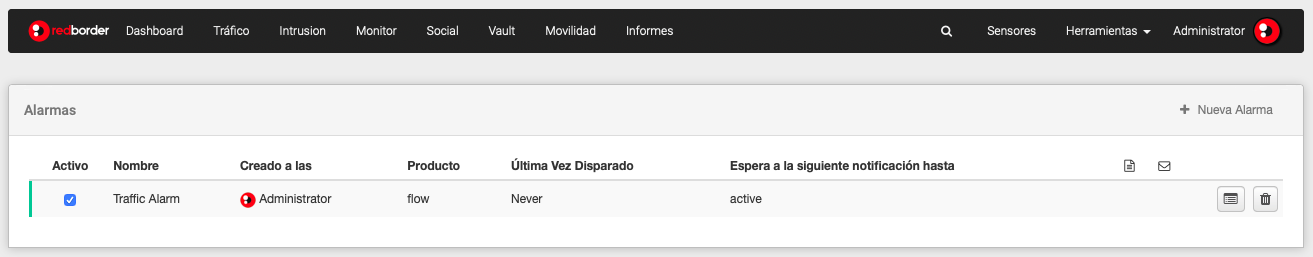 redborder Dashboard Tráfico Intrusion Monitor Social Vault Movilidad Informes Sensores Herramientas Administrator
Alarmas + Nueva Alarma
Activo Nombre Creado a las Producto Última Vez Disparado Espera a la siguiente notificación hasta
Traffic Alarm Administrator flow Never active